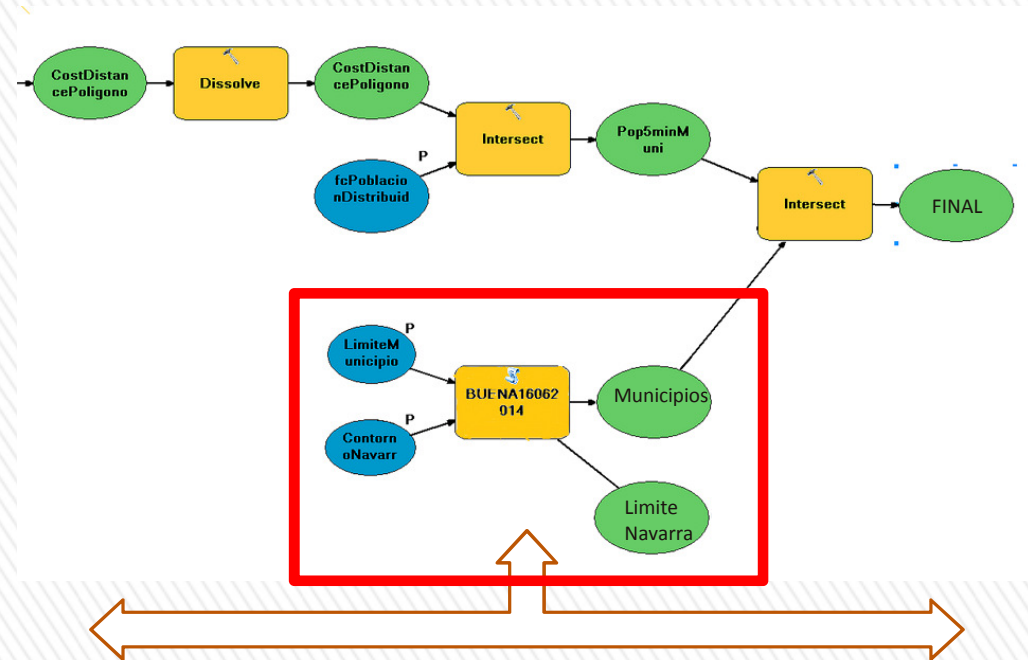 CostDistan
cePoligono
Dissolve
CostDistan
cePoligono
P
fcPoblacio
nDistribuid
Intersect
Pop5minM
uni
Intersect
FINAL
P
LimiteM
unicipio
P
Contorn
oNavarr
BUENA16062
014
Municipios
Limite
Navarra